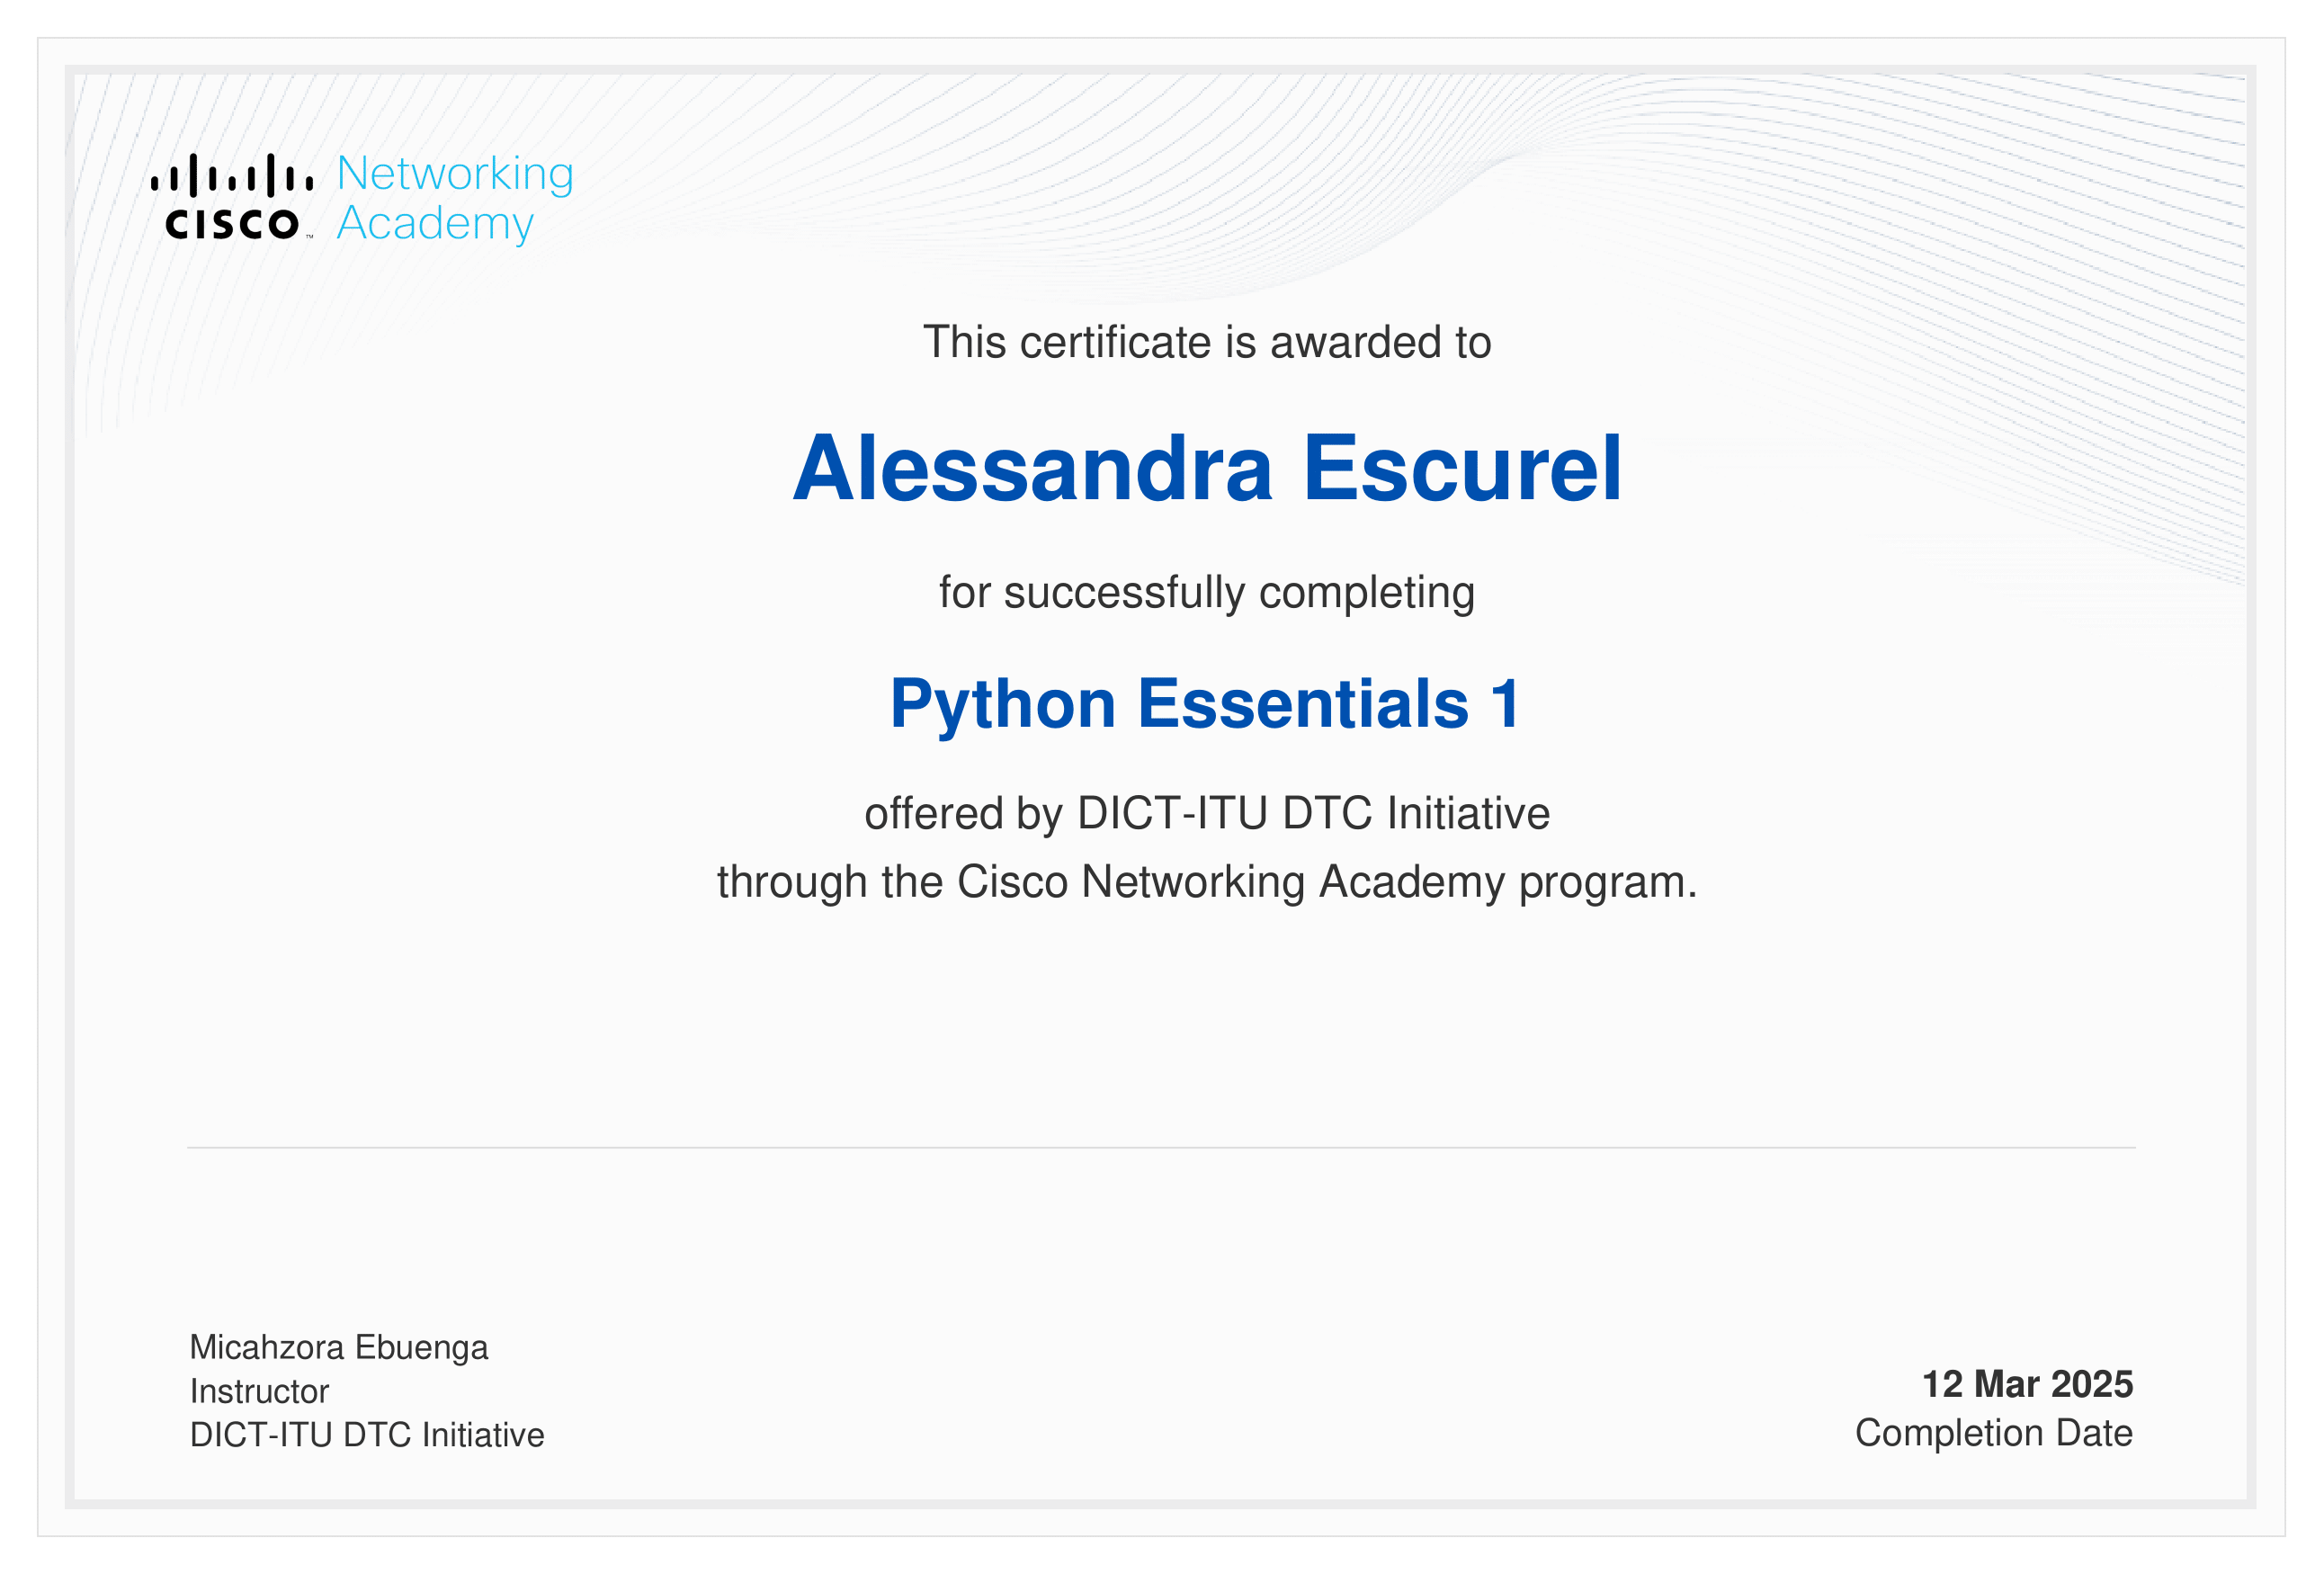 Networking
Academy
CISCO
This certificate is awarded to
Alessandra Escurel
for successfully completing
Python Essentials 1
offered by DICT-ITU DTC Initiative
through the Cisco Networking Academy program.
Micahzora Ebuenga
Instructor
DICT-ITU DTC Initiative
12 Mar 2025
Completion Date